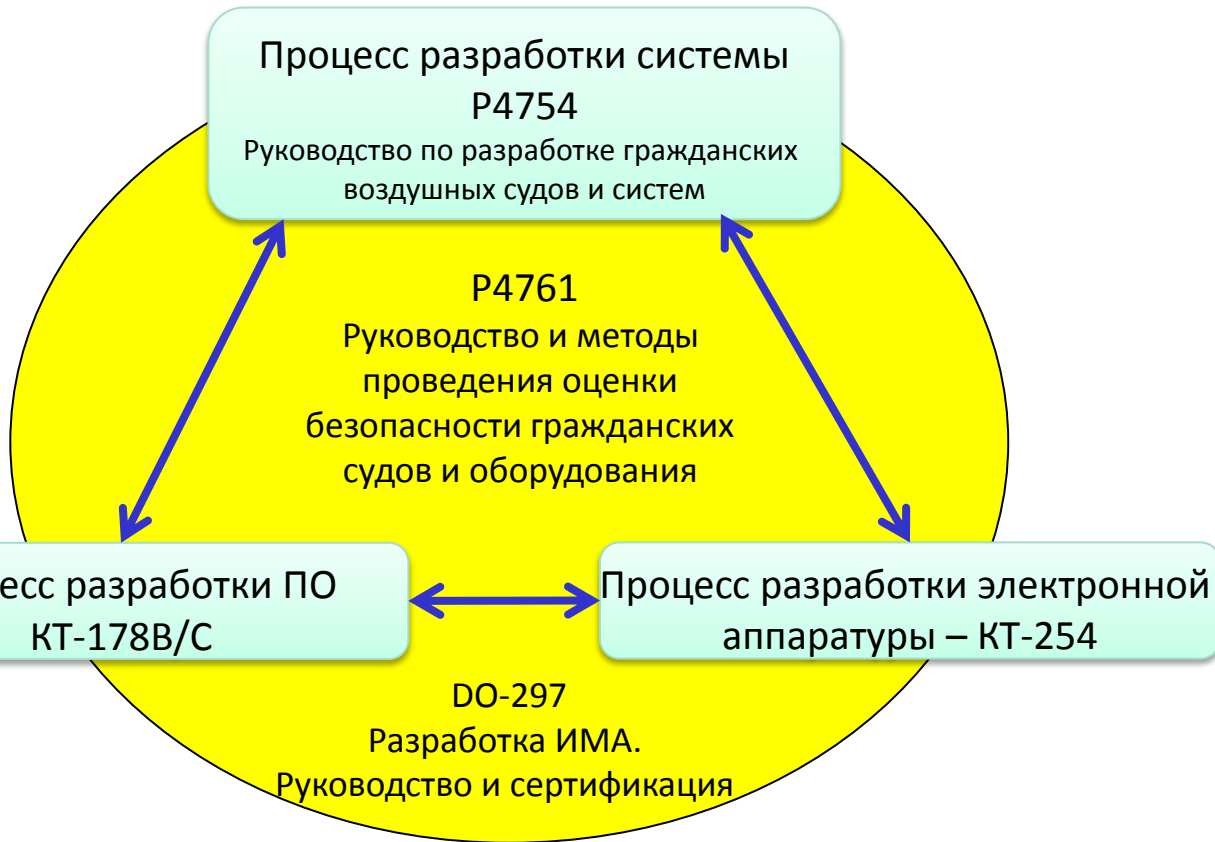 Процесс разработки системы
Р4754
Руководство по разработке гражданских
воздушных судов и систем
Р4761
Руководство и методы
проведения оценки
безопасности гражданских
судов и оборудования
есс разработки ПО
КТ-178В/С
Процесс разработки электронной
аппаратуры – КТ-254
DO-297
Разработка ИМА.
Руководство и сертификация